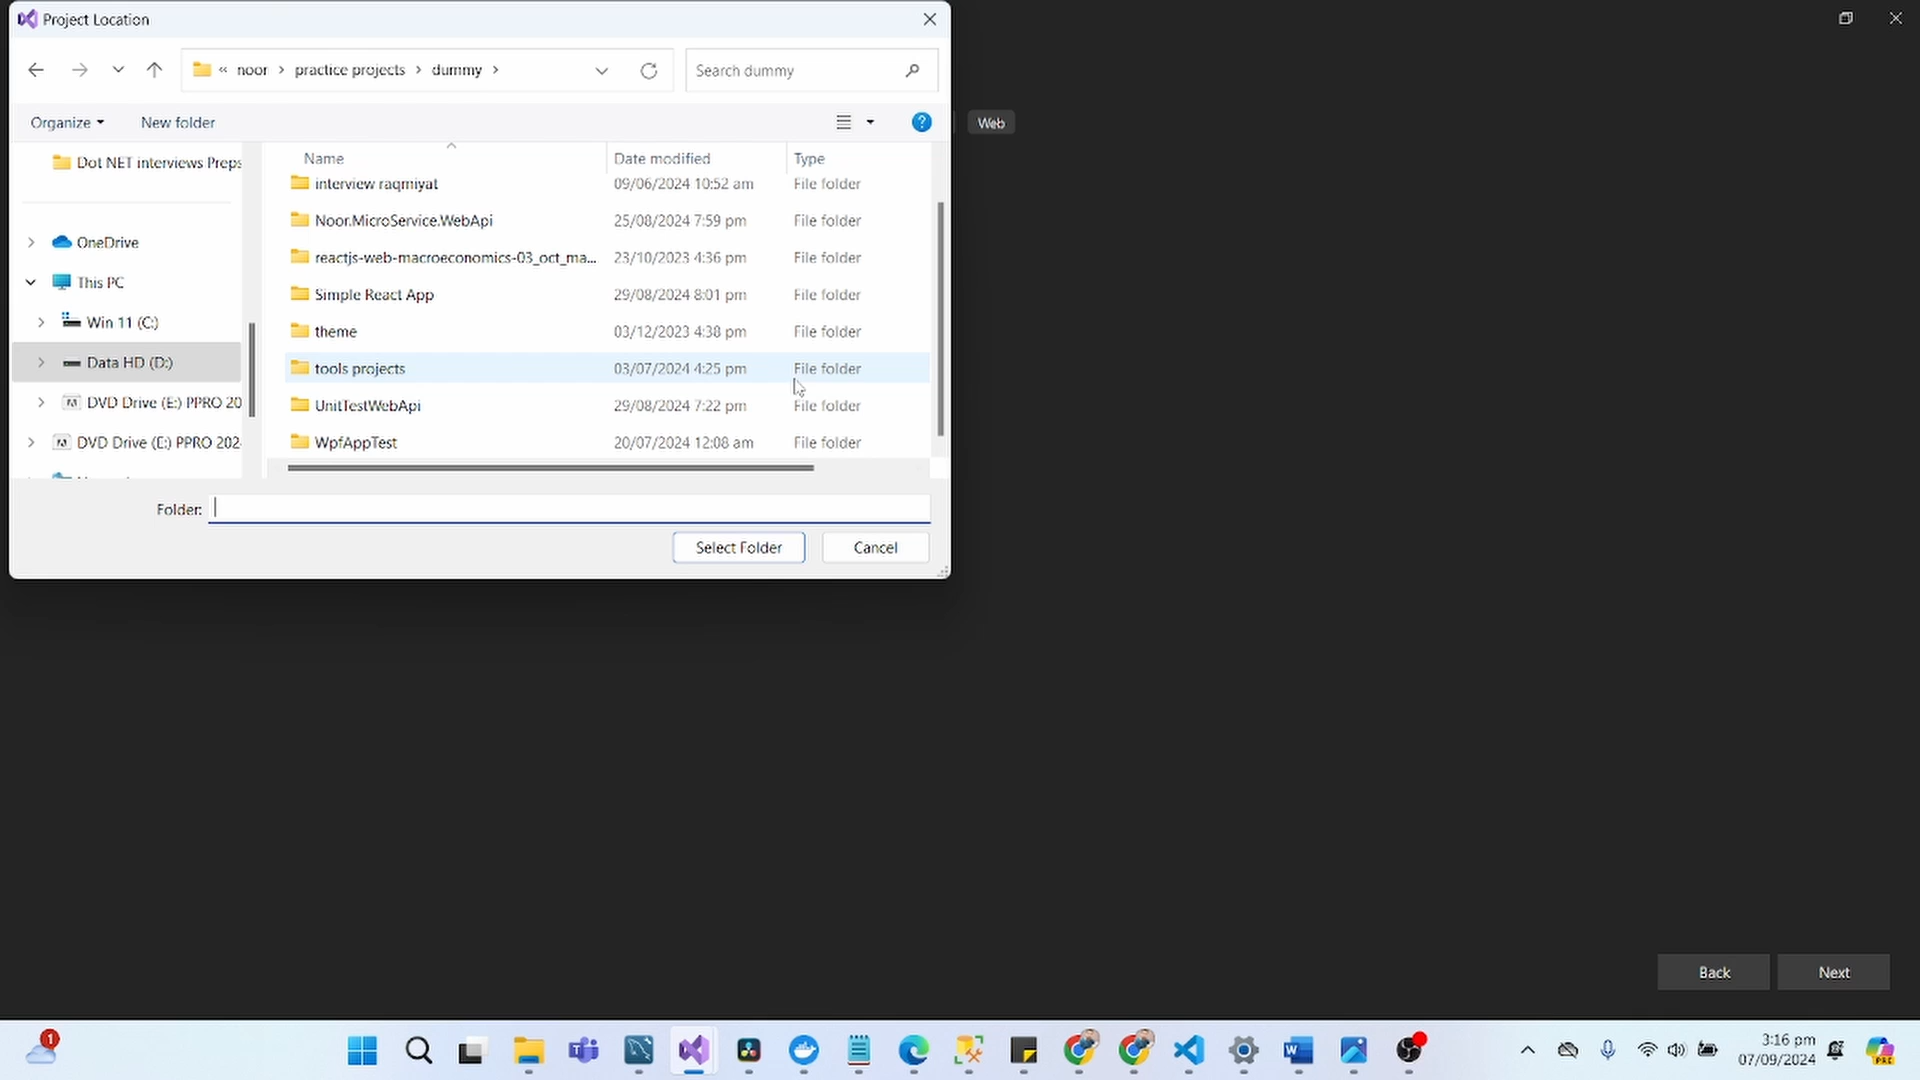 Project Location
« noor > practice projects > dummy >
Search dummy
Organize
New folder
Web
Dot NET interviews Preps
OneDrive
This PC
Win 11 (C:)
Data HD (D:)
DVD Drive (E:) PPRO 20
DVD Drive (E:) PPRO 202
Name Date modified Type
interview raqmiyat 09/06/2024 10:52 am File folder
Noor.MicroService.WebApi 25/08/2024 7:59 pm File folder
reactjs-web-macroeconomics-03_oct_ma... 23/10/2023 4:36 pm File folder
Simple React App 29/08/2024 8:01 pm File folder
theme 03/12/2023 4:38 pm File folder
tools projects 03/07/2024 4:25 pm File folder
UnitTestWebApi 29/08/2024 7:22 pm File folder
WpfAppTest 20/07/2024 12:08 am File folder
Folder:
Select Folder
Cancel
Back
Next
1
3:16 pm
07/09/2024